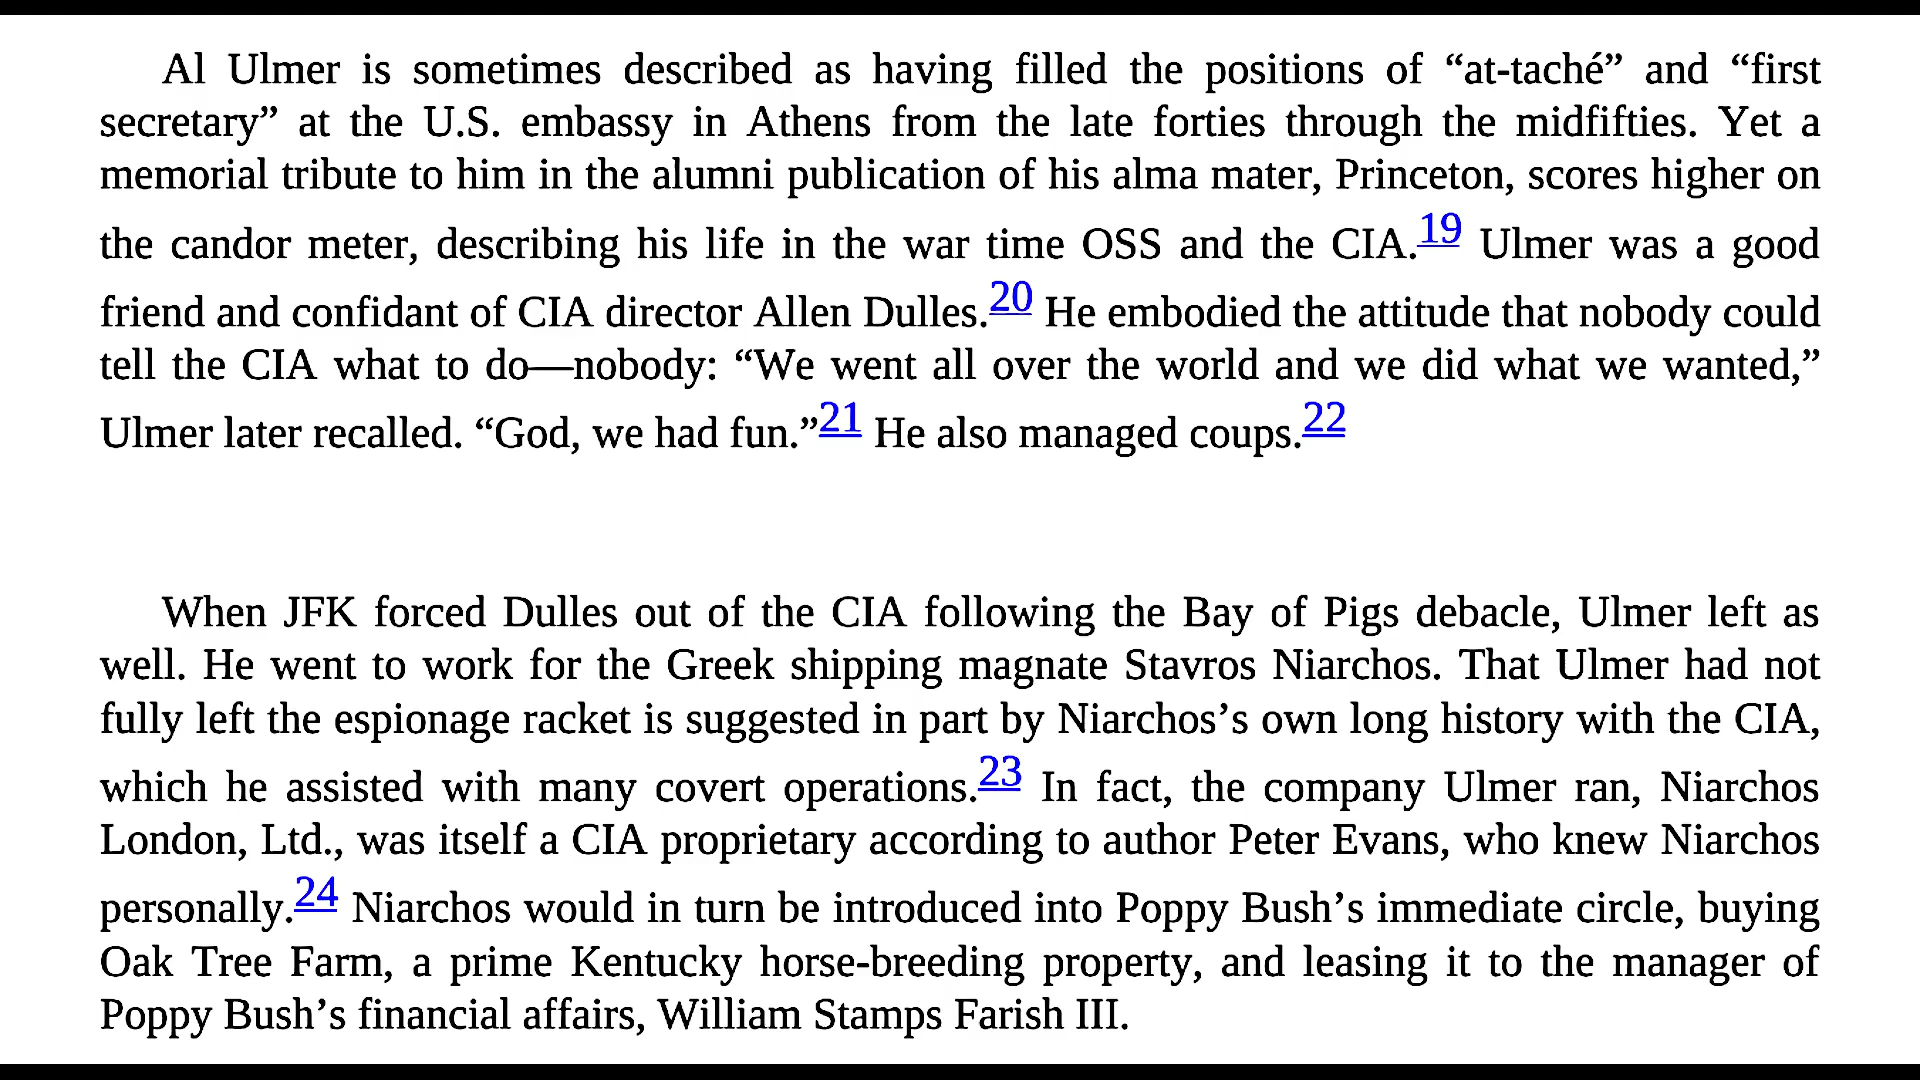 Al Ulmer is sometimes described as having filled the positions of “at-taché” and “first
secretary” at the U.S. embassy in Athens from the late forties through the midfifties. Yet a
memorial tribute to him in the alumni publication of his alma mater, Princeton, scores higher on
the candor meter, describing his life in the war time OSS and the CIA.19 Ulmer was a good
friend and confidant of CIA director Allen Dulles.20 He embodied the attitude that nobody could
tell the CIA what to do—nobody: “We went all over the world and we did what we wanted,”
Ulmer later recalled. “God, we had fun.”21 He also managed coups.22
When JFK forced Dulles out of the CIA following the Bay of Pigs debacle, Ulmer left as
well. He went to work for the Greek shipping magnate Stavros Niarchos. That Ulmer had not
fully left the espionage racket is suggested in part by Niarchos’s own long history with the CIA,
which he assisted with many covert operations.23 In fact, the company Ulmer ran, Niarchos
London, Ltd., was itself a CIA proprietary according to author Peter Evans, who knew Niarchos
personally.24 Niarchos would in turn be introduced into Poppy Bush’s immediate circle, buying
Oak Tree Farm, a prime Kentucky horse-breeding property, and leasing it to the manager of
Poppy Bush’s financial affairs, William Stamps Farish III.